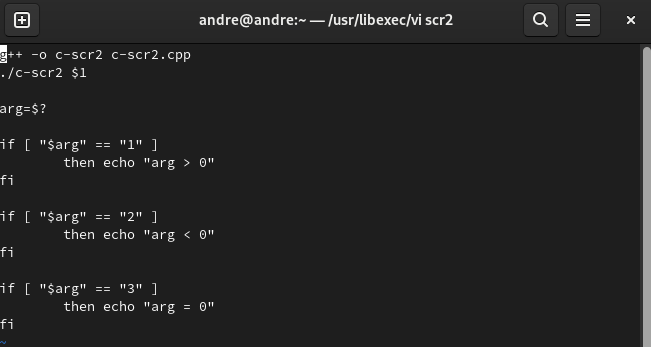 andre@andre:~ — /usr/libexec/vi scr2
g++ -o c-scr2 c-scr2.cpp
./c-scr2 $1
arg=$?
if [ "$arg" == "1" ]
then echo "arg > 0"
fi
if [ "$arg" == "2" ]
then echo "arg < 0"
fi
if [ "$arg" == "3" ]
then echo "arg = 0"
fi
~